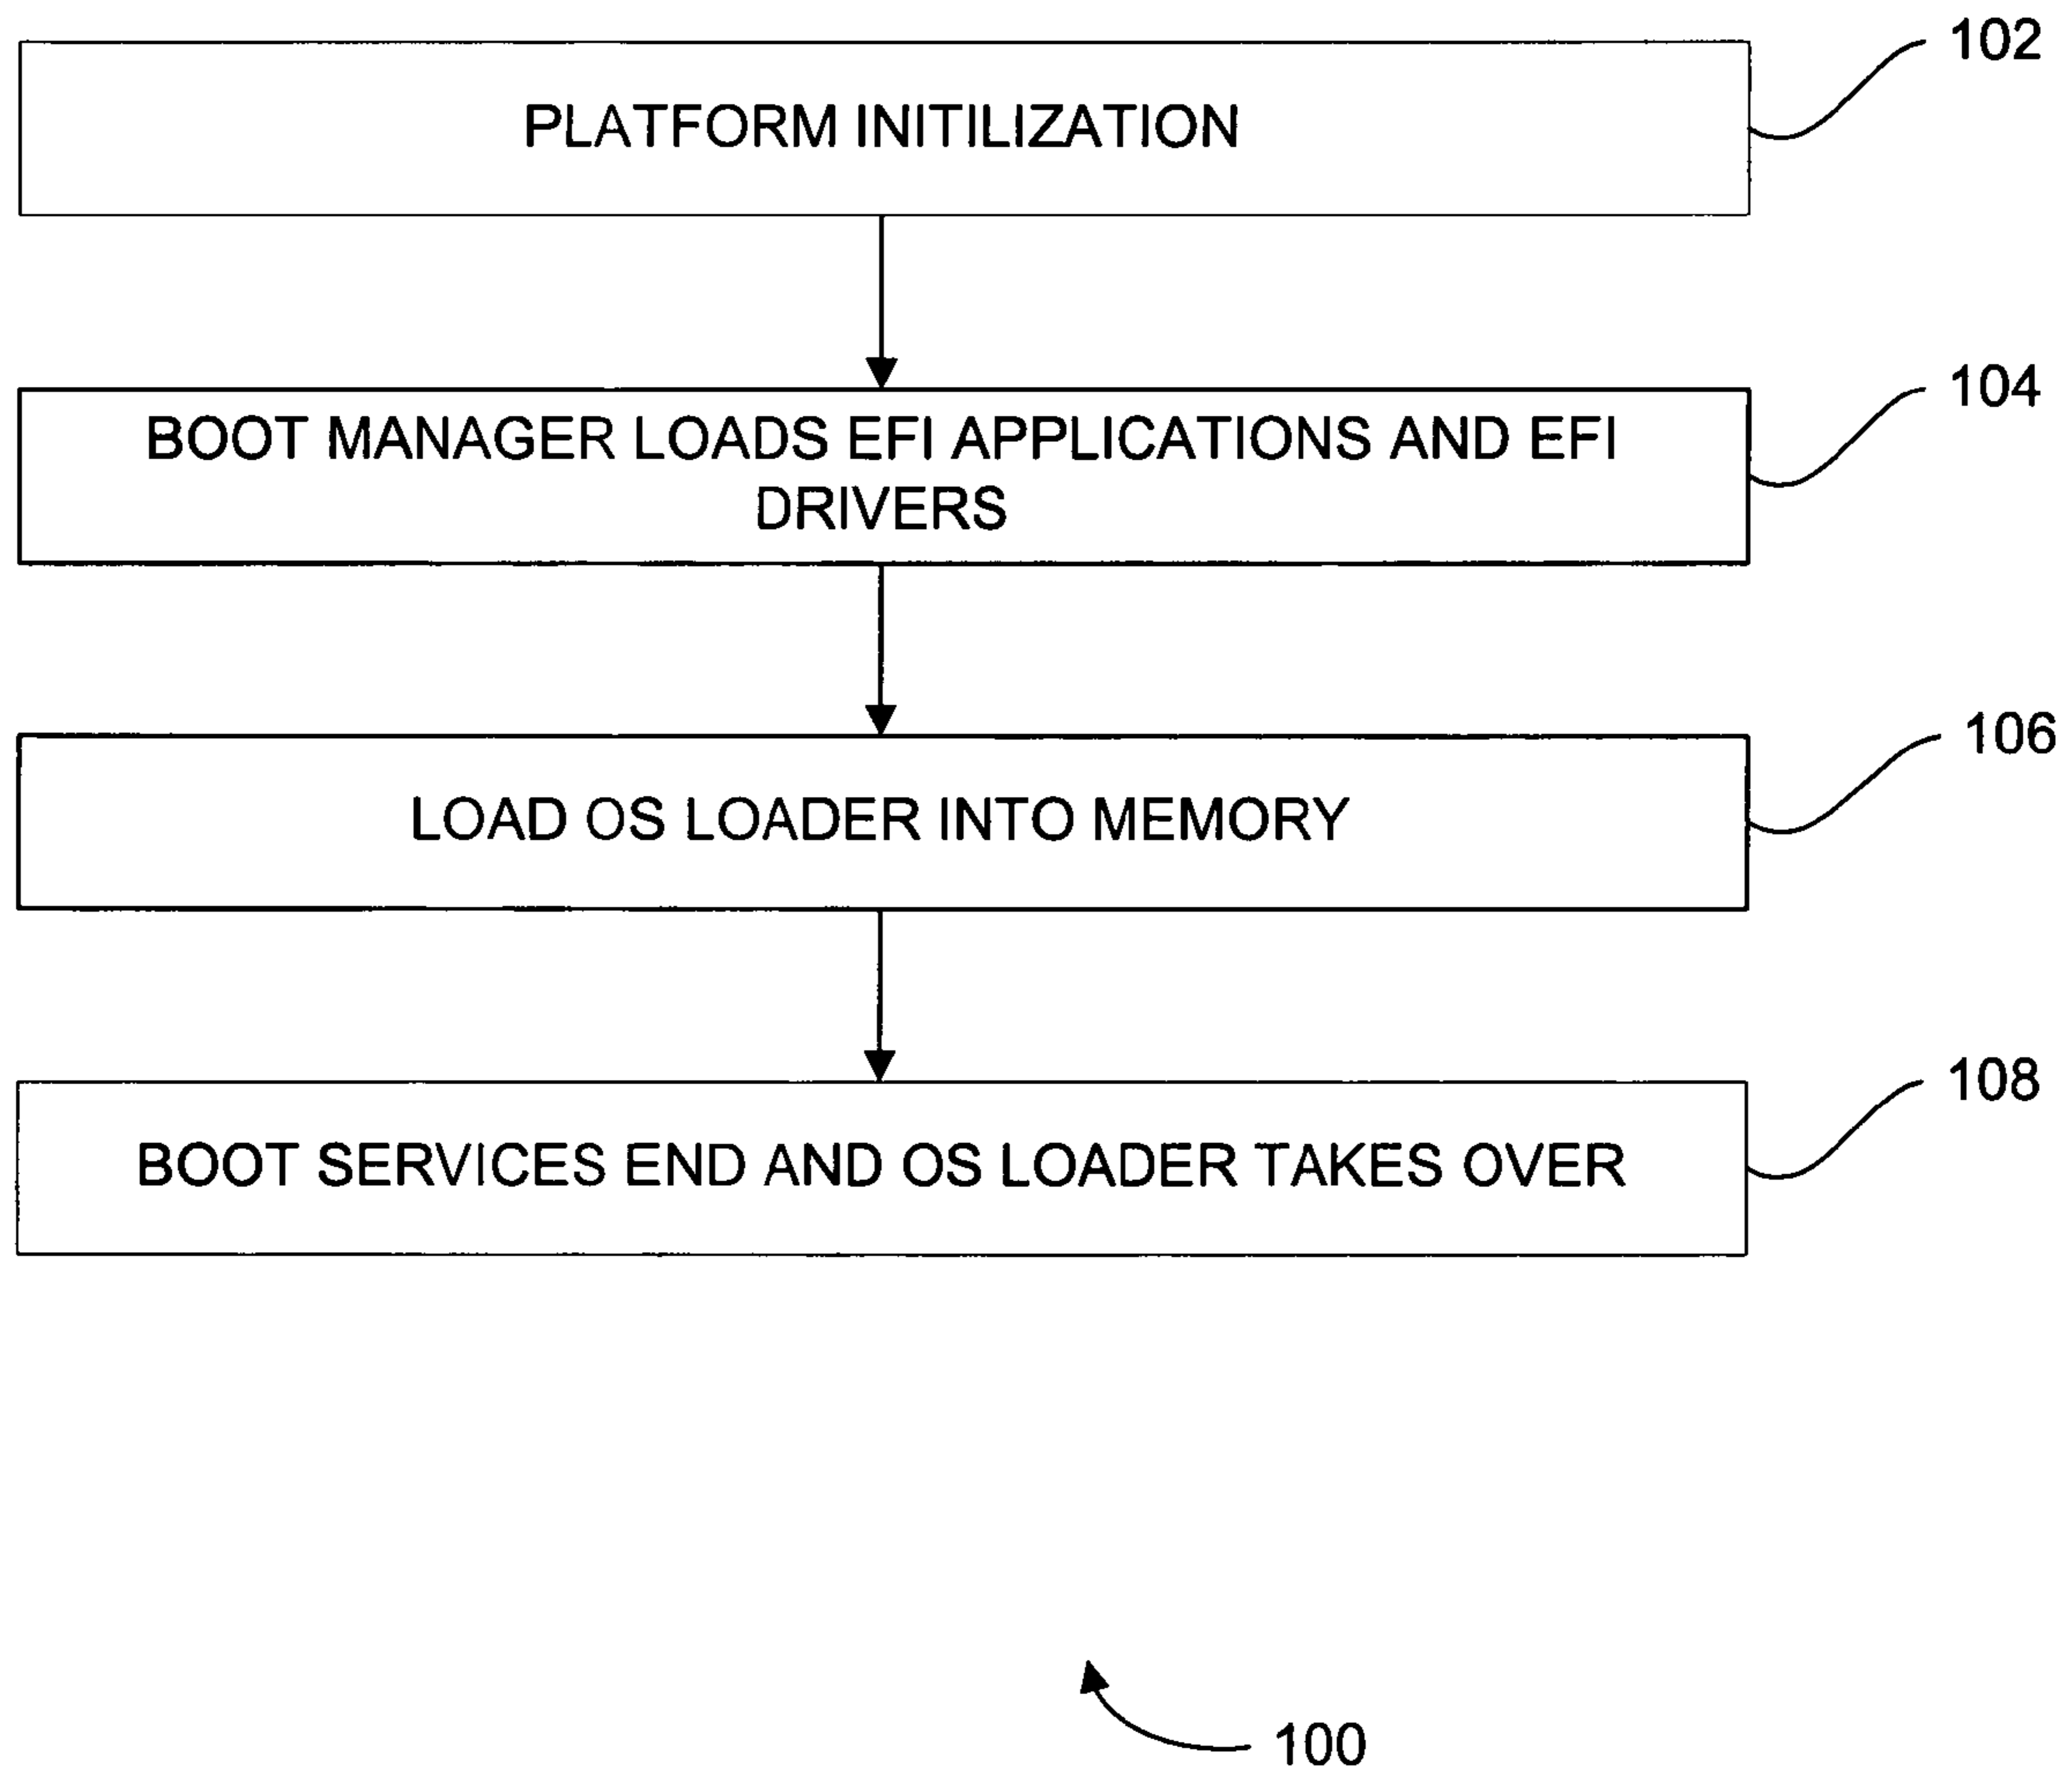 102
PLATFORM INITILIZATION
104
BOOT MANAGER LOADS EFI APPLICATIONS AND EFI
DRIVERS
106
LOAD OS LOADER INTO MEMORY
108
BOOT SERVICES END AND OS LOADER TAKES OVER
100